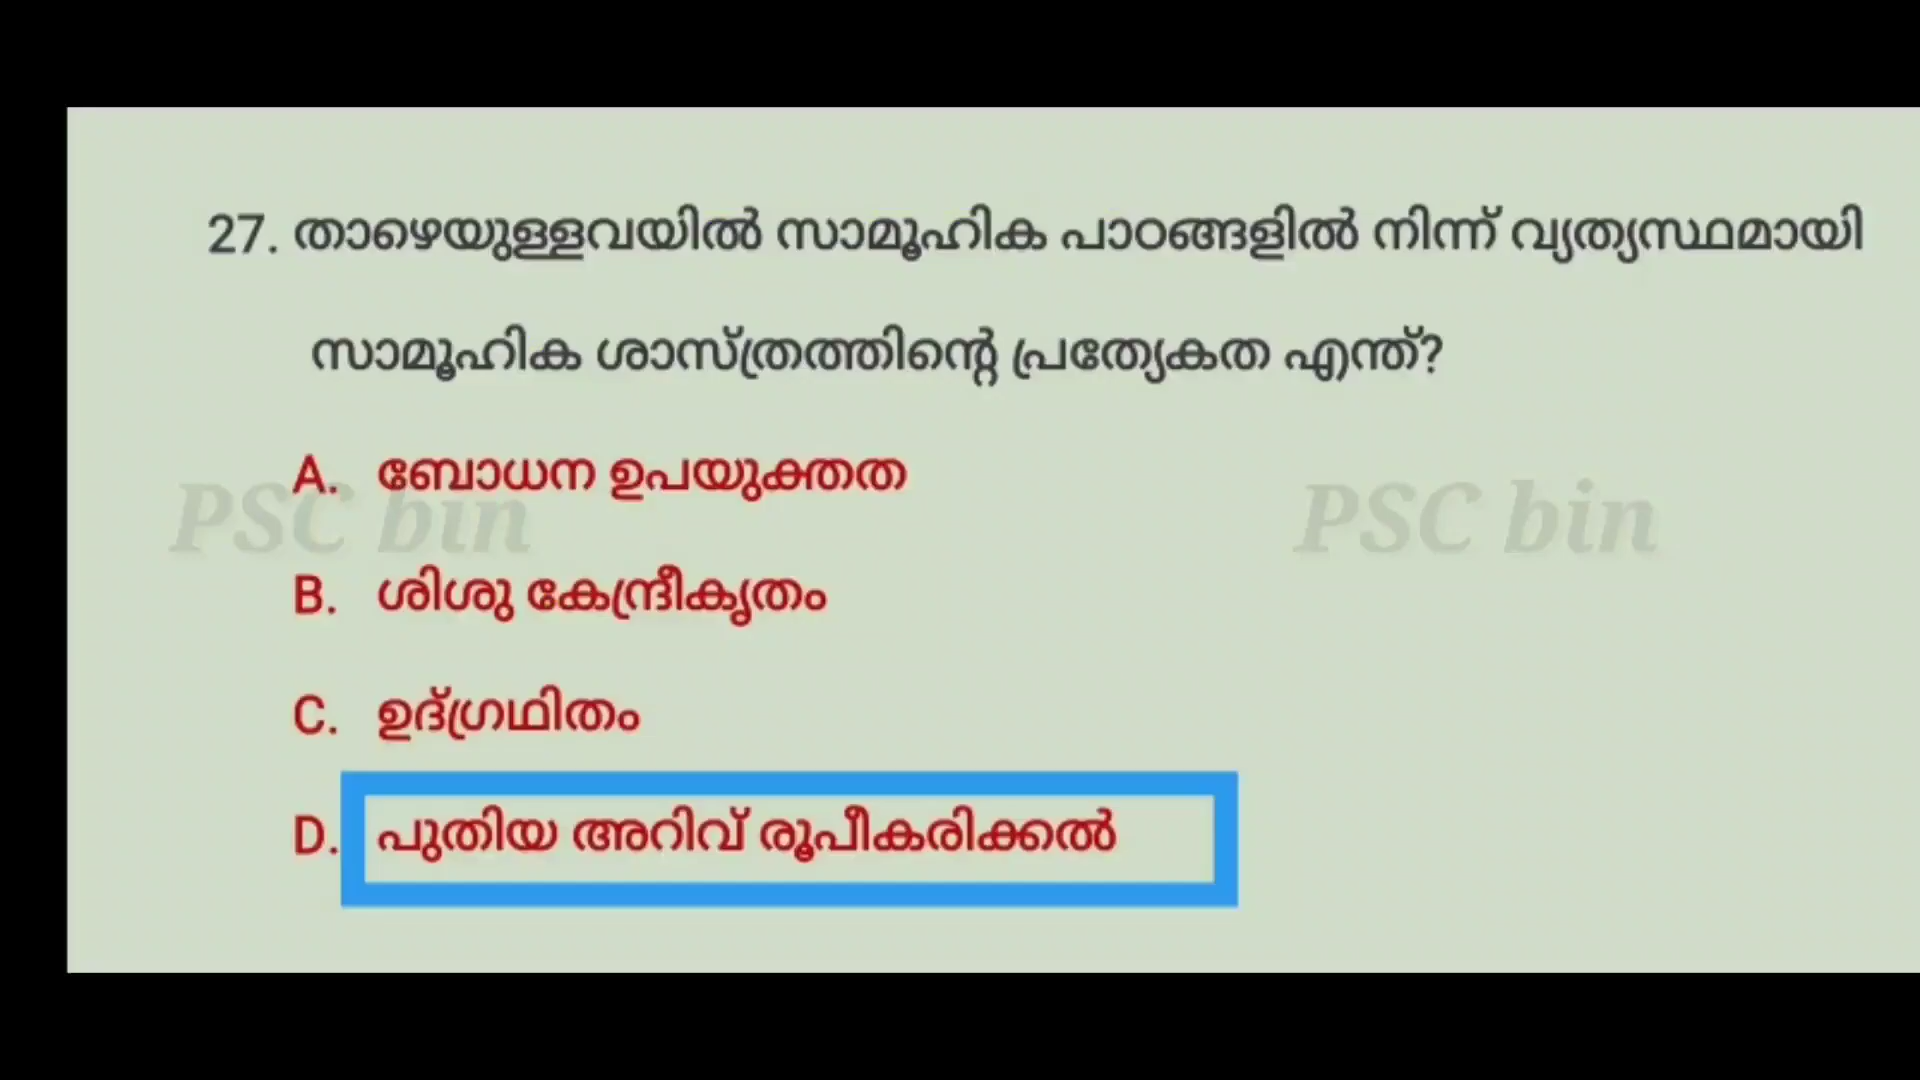 27. താഴെയുള്ളവയിൽ സാമൂഹിക പാഠങ്ങളിൽ നിന്ന് വ്യത്യസ്ഥമായി
സാമൂഹിക ശാസ്ത്രത്തിന്റെ പ്രത്യേകത എന്ത്?
A. ബോധന ഉപയുക്തത
PSC bin PSC bin
B. ശിശു കേന്ദ്രീകൃതം
C. ഉദ്ഗ്രഥിതം
D. പുതിയ അറിവ് രൂപീകരിക്കൽ